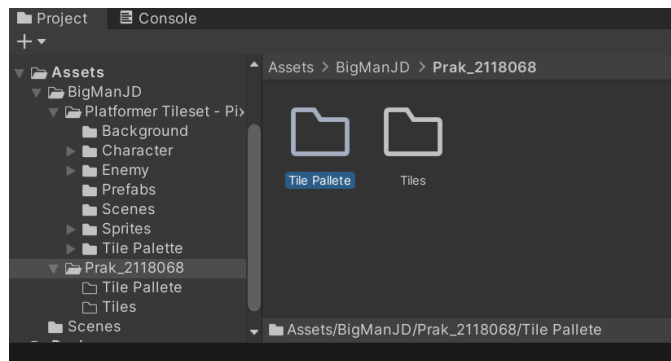 Project
Console
Assets
BigManJD
Platformer Tileset - Pix
Background
Character
Enemy
Prefabs
Scenes
Sprites
Tile Palette
Prak_2118068
Tile Pallete
Tiles
Scenes
Assets > BigManJD > Prak_2118068
Tile Pallete
Tiles
Assets/BigManJD/Prak_2118068/Tile Pallete